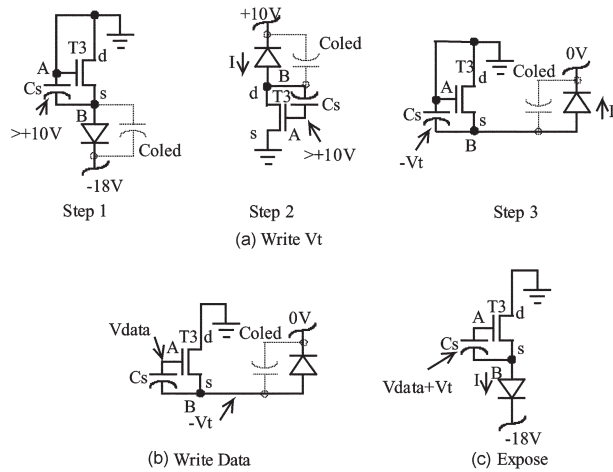 T3
d
A
Cs
s
B
>+10V
Coled
-18V
Step 1
+10V
I
Coled
B
d
T3
Cs
s
A
>+10V
Step 2
0V
T3
d
Coled
A
Cs
s
I
-Vt
B
Step 3
(a) Write Vt
Vdata
T3
d
A
Coled
0V
Cs
s
B
-Vt
(b) Write Data
A
T3
d
Cs
s
I
B
Vdata+Vt
-18V
(c) Expose